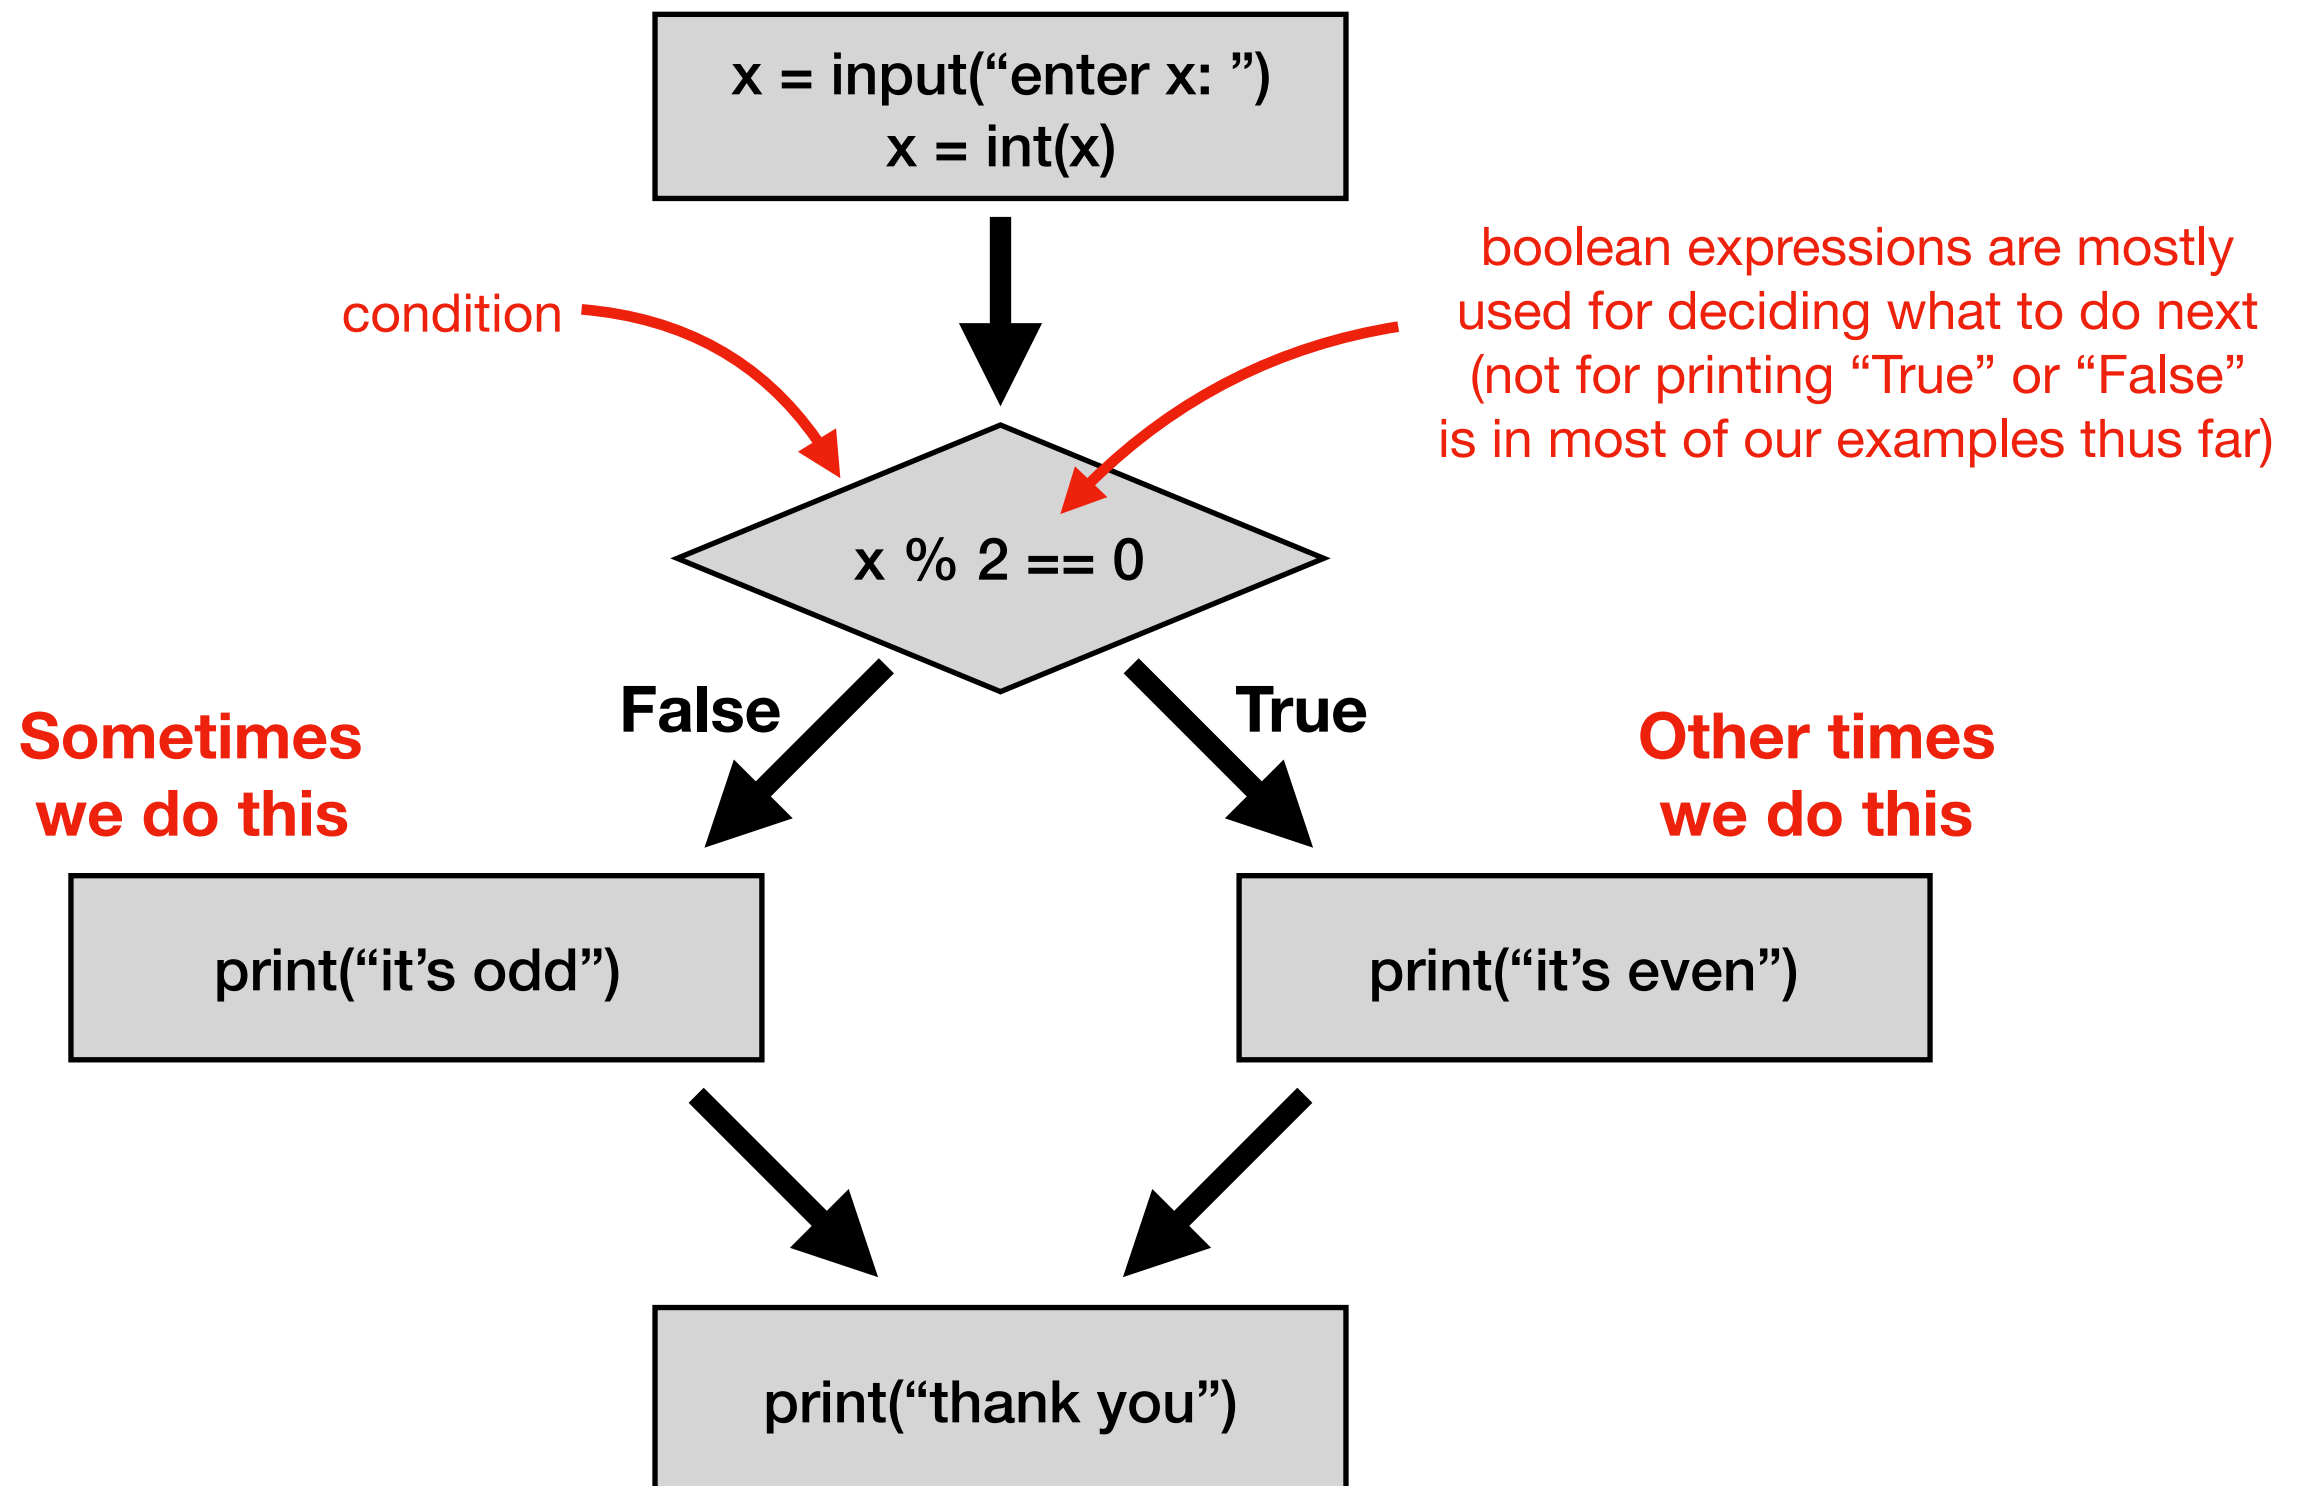 x = input(“enter x: ”)
x = int(x)
condition
boolean expressions are mostly
used for deciding what to do next
(not for printing “True” or “False”
is in most of our examples thus far)
x % 2 == 0
False
True
Sometimes
we do this
Other times
we do this
print(“it’s odd”)
print(“it’s even”)
print(“thank you”)